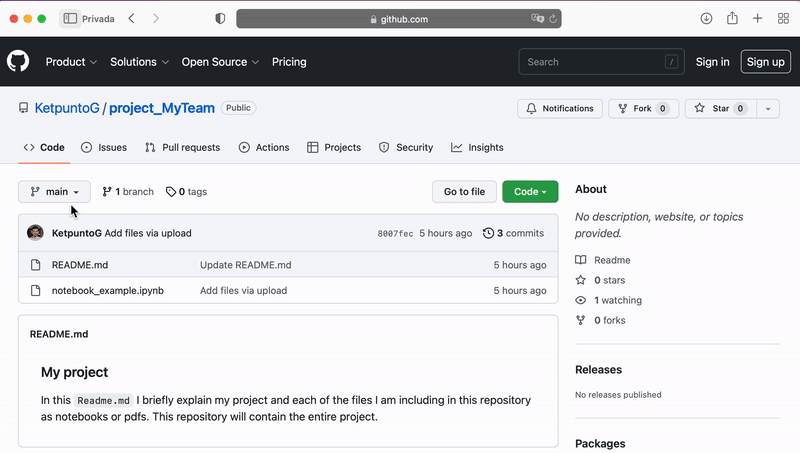 Privada
github.com
Product Solutions Open Source Pricing Search / Sign in Sign up
KetpuntoG / project_MyTeam Public Notifications Fork 0 Star 0
Code Issues Pull requests Actions Projects Security Insights
main 1 branch 0 tags Go to file Code
KetpuntoG Add files via upload 8007fec 5 hours ago 3 commits
README.md Update README.md 5 hours ago
notebook_example.ipynb Add files via upload 5 hours ago
README.md
My project
In this Readme.md I briefly explain my project and each of the files I am including in this repository
as notebooks or pdfs. This repository will contain the entire project.
About
No description, website, or topics
provided.
Readme
0 stars
1 watching
0 forks
Releases
No releases published
Packages